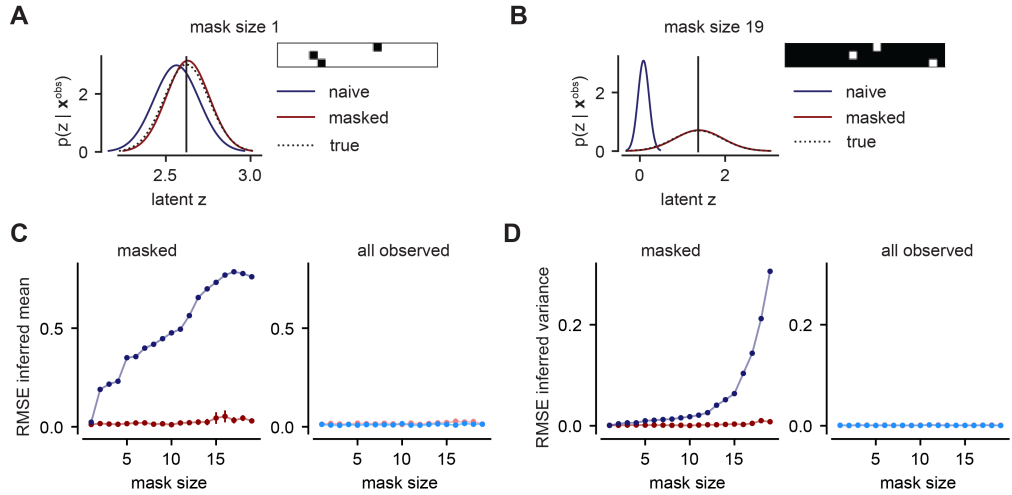 A
mask size 1
p(z | x^obs)
2
0
2.5
3.0
latent z
naive
masked
true
B
mask size 19
p(z | x^obs)
2
0
0
2
latent z
naive
masked
true
C
masked
RMSE inferred mean
0.5
0.0
5
10
15
mask size
all observed
0.5
0.0
5
10
15
mask size
D
masked
RMSE inferred variance
0.2
0.0
5
10
15
mask size
all observed
0.2
0.0
5
10
15
mask size